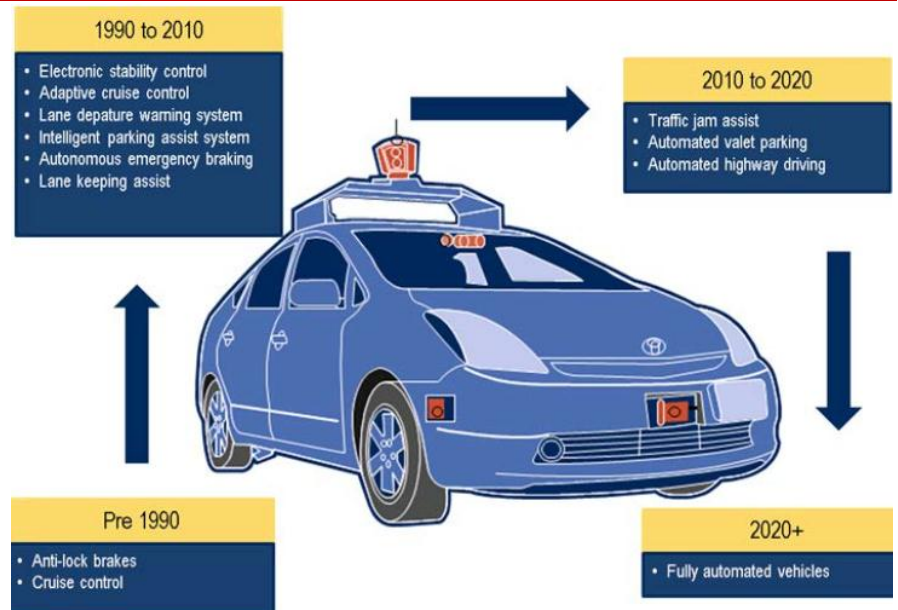 1990 to 2010
• Electronic stability control
• Adaptive cruise control
• Lane depature warning system
• Intelligent parking assist system
• Autonomous emergency braking
• Lane keeping assist
2010 to 2020
• Traffic jam assist
• Automated valet parking
• Automated highway driving
Pre 1990
• Anti-lock brakes
• Cruise control
2020+
• Fully automated vehicles